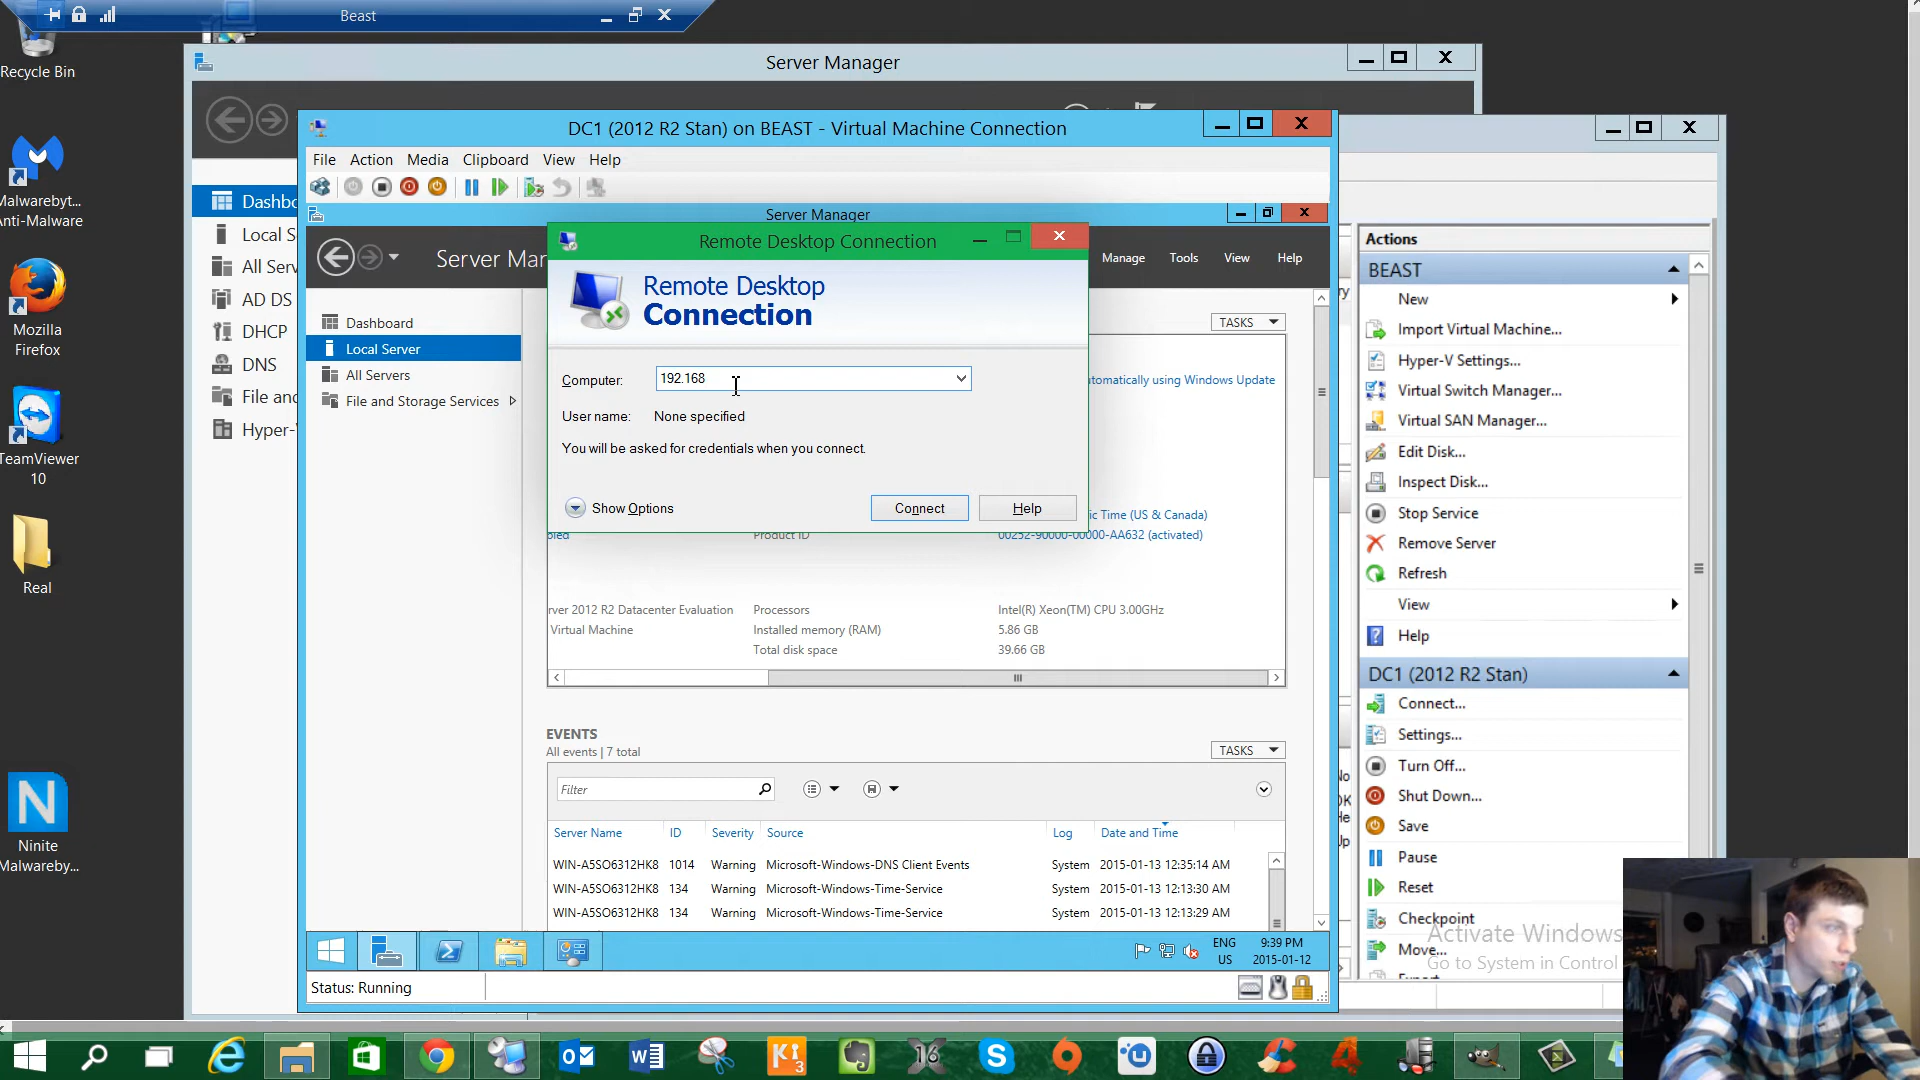 Beast
Recycle Bin
Malwarebyt...
Anti-Malware
Mozilla
Firefox
TeamViewer
10
Real
Ninite
Malwareby...
Server Manager
Dashbo
Local S
All Serv
AD DS
DHCP
DNS
File and
Hyper-
DC1 (2012 R2 Stan) on BEAST - Virtual Machine Connection
File Action Media Clipboard View Help
Server Manager
Server Mar
Manage Tools View Help
Dashboard
Local Server
All Servers
File and Storage Services
Remote Desktop Connection
Remote Desktop
Connection
Computer: 192.168
User name: None specified
You will be asked for credentials when you connect.
Show Options
Connect
Help
TASKS
utomatically using Windows Update
ic Time (US & Canada)
bled Product ID 00252-90000-00000-AA632 (activated)
rver 2012 R2 Datacenter Evaluation Processors Intel(R) Xeon(TM) CPU 3.00GHz
Virtual Machine Installed memory (RAM) 5.86 GB
Total disk space 39.66 GB
EVENTS
All events | 7 total
TASKS
Filter
Server Name ID Severity Source Log Date and Time
WIN-A5SO6312HK8 1014 Warning Microsoft-Windows-DNS Client Events System 2015-01-13 12:35:14 AM
WIN-A5SO6312HK8 134 Warning Microsoft-Windows-Time-Service System 2015-01-13 12:13:30 AM
WIN-A5SO6312HK8 134 Warning Microsoft-Windows-Time-Service System 2015-01-13 12:13:29 AM
ENG
US
9:39 PM
2015-01-12
Status: Running
Actions
BEAST
New
Import Virtual Machine...
Hyper-V Settings...
Virtual Switch Manager...
Virtual SAN Manager...
Edit Disk...
Inspect Disk...
Stop Service
Remove Server
Refresh
View
Help
DC1 (2012 R2 Stan)
Connect...
Settings...
Turn Off...
Shut Down...
Save
Pause
Reset
Checkpoint
Move...
Activate Windows
Go to System in Control